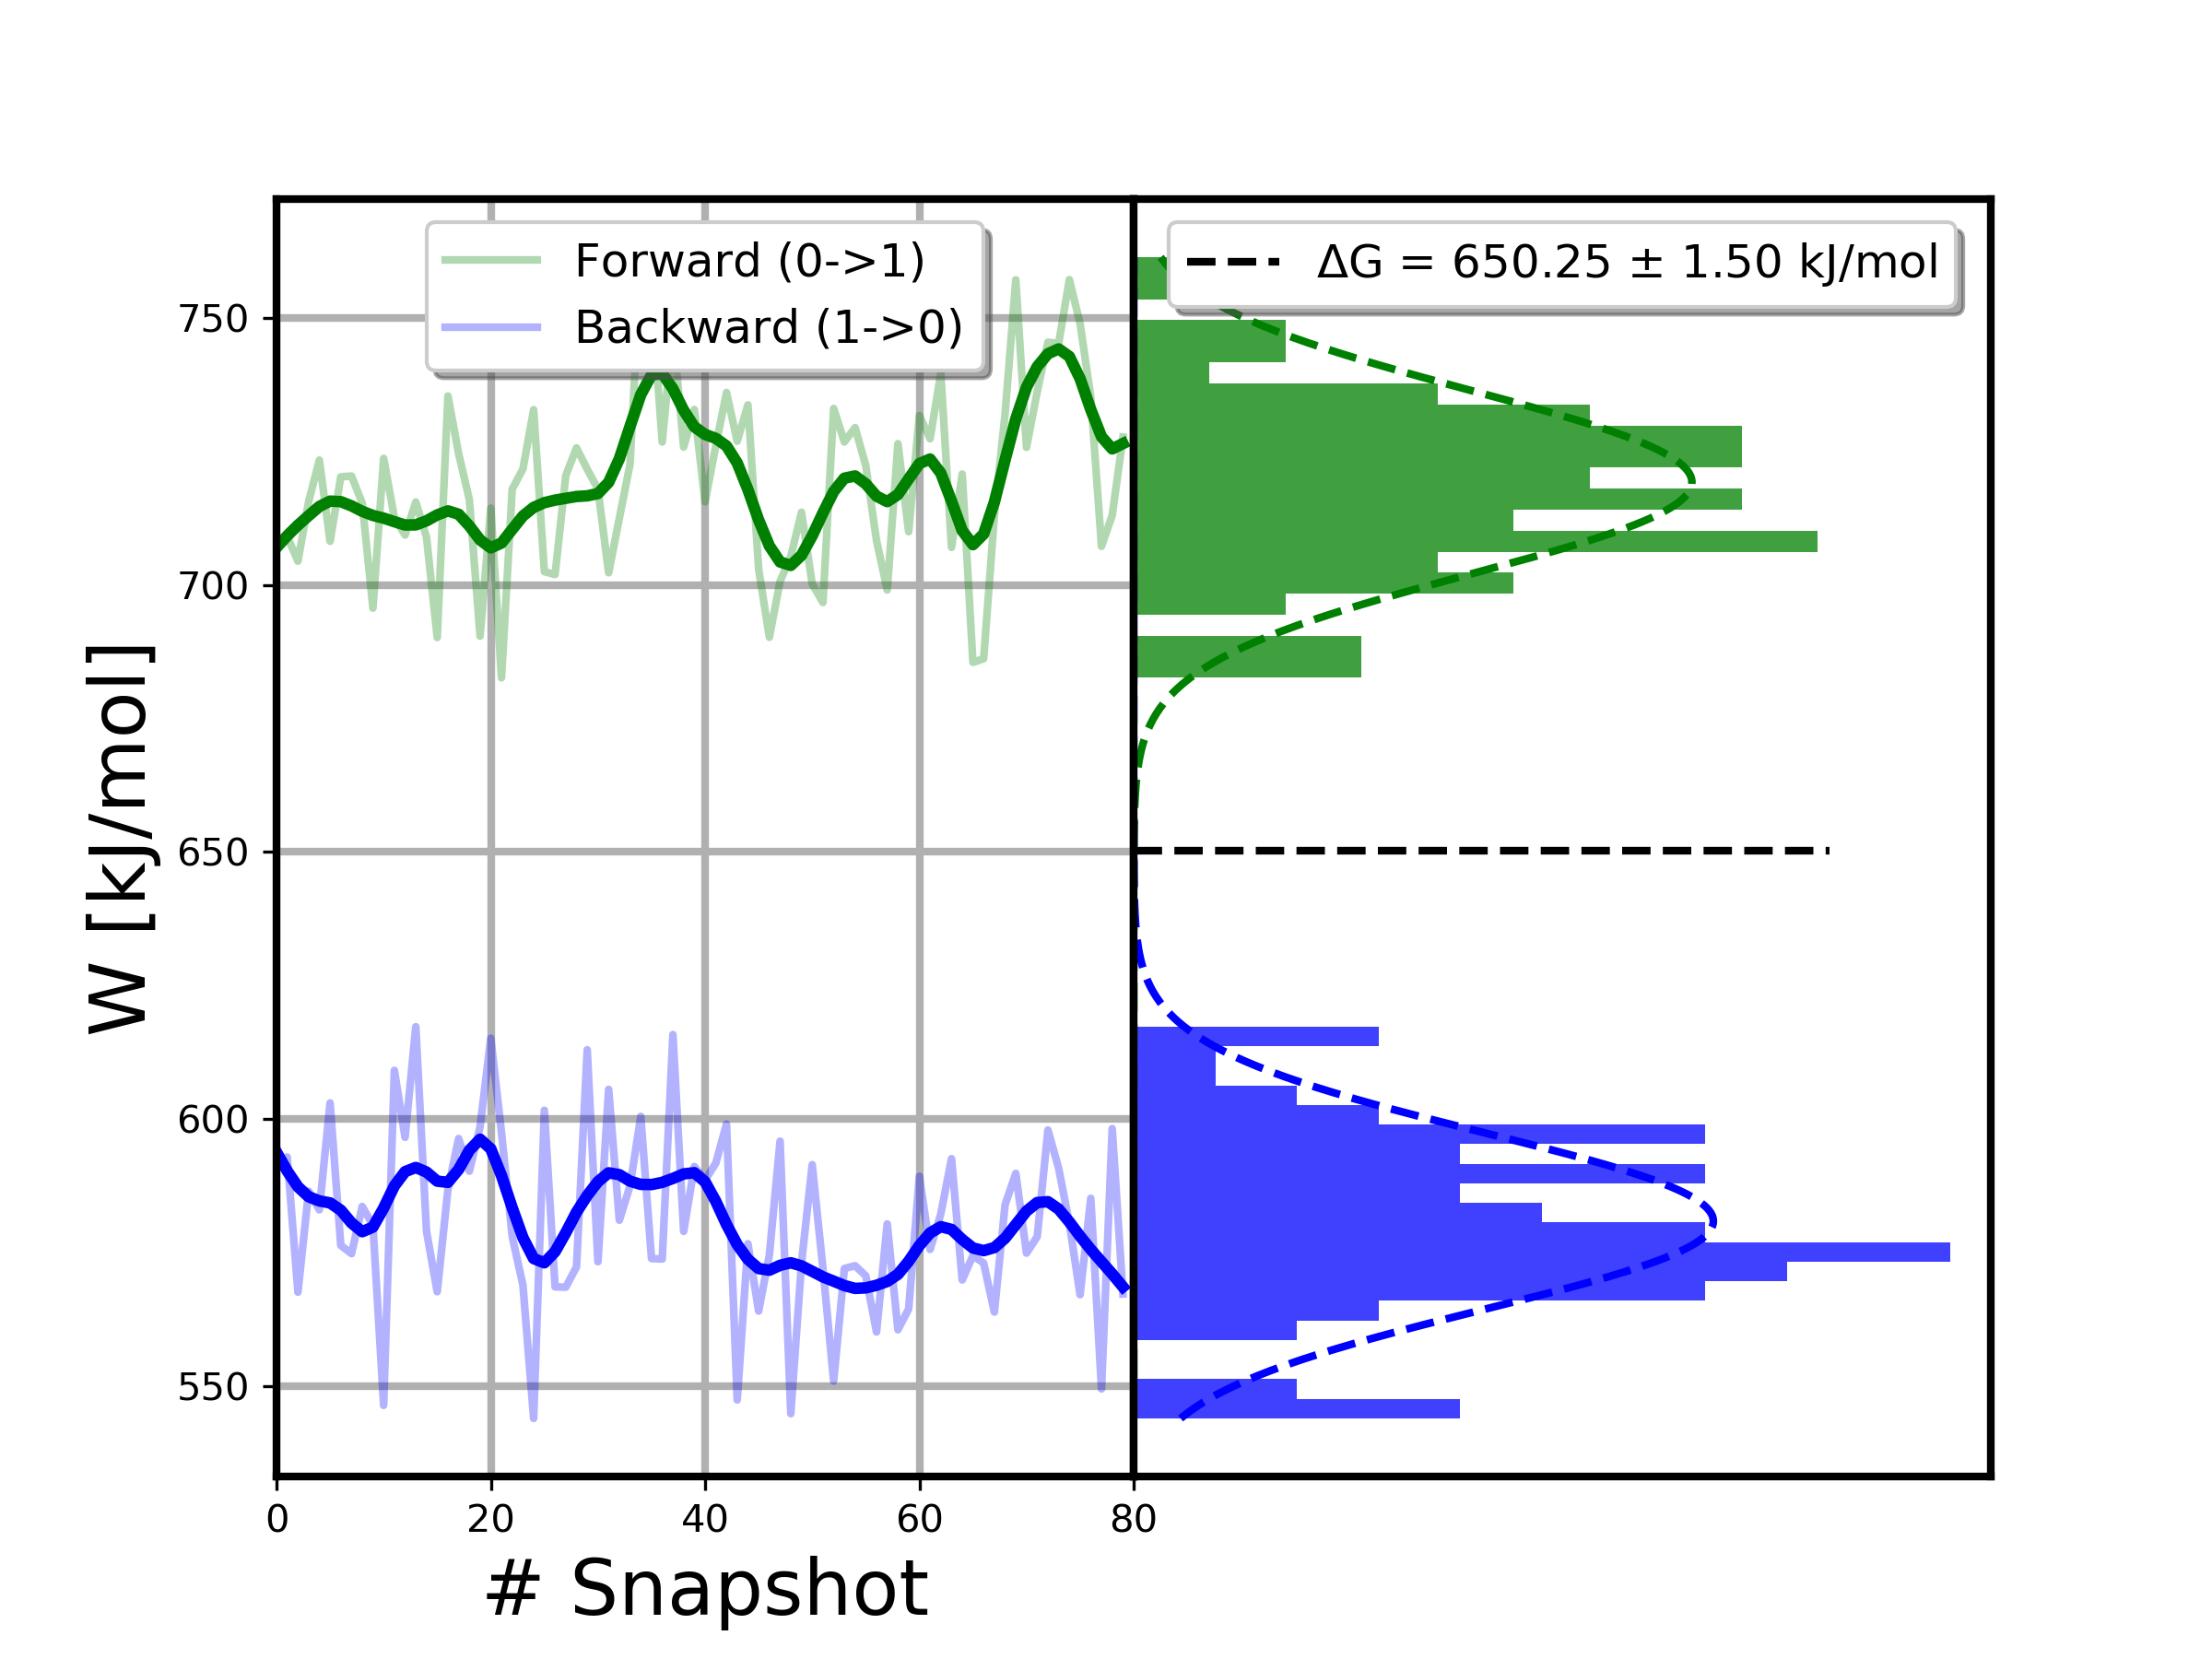 Forward (0->1)
Backward (1->0)
ΔG = 650.25 ± 1.50 kJ/mol
W [kJ/mol]
750
700
650
600
550
0 20 40 60 80
# Snapshot